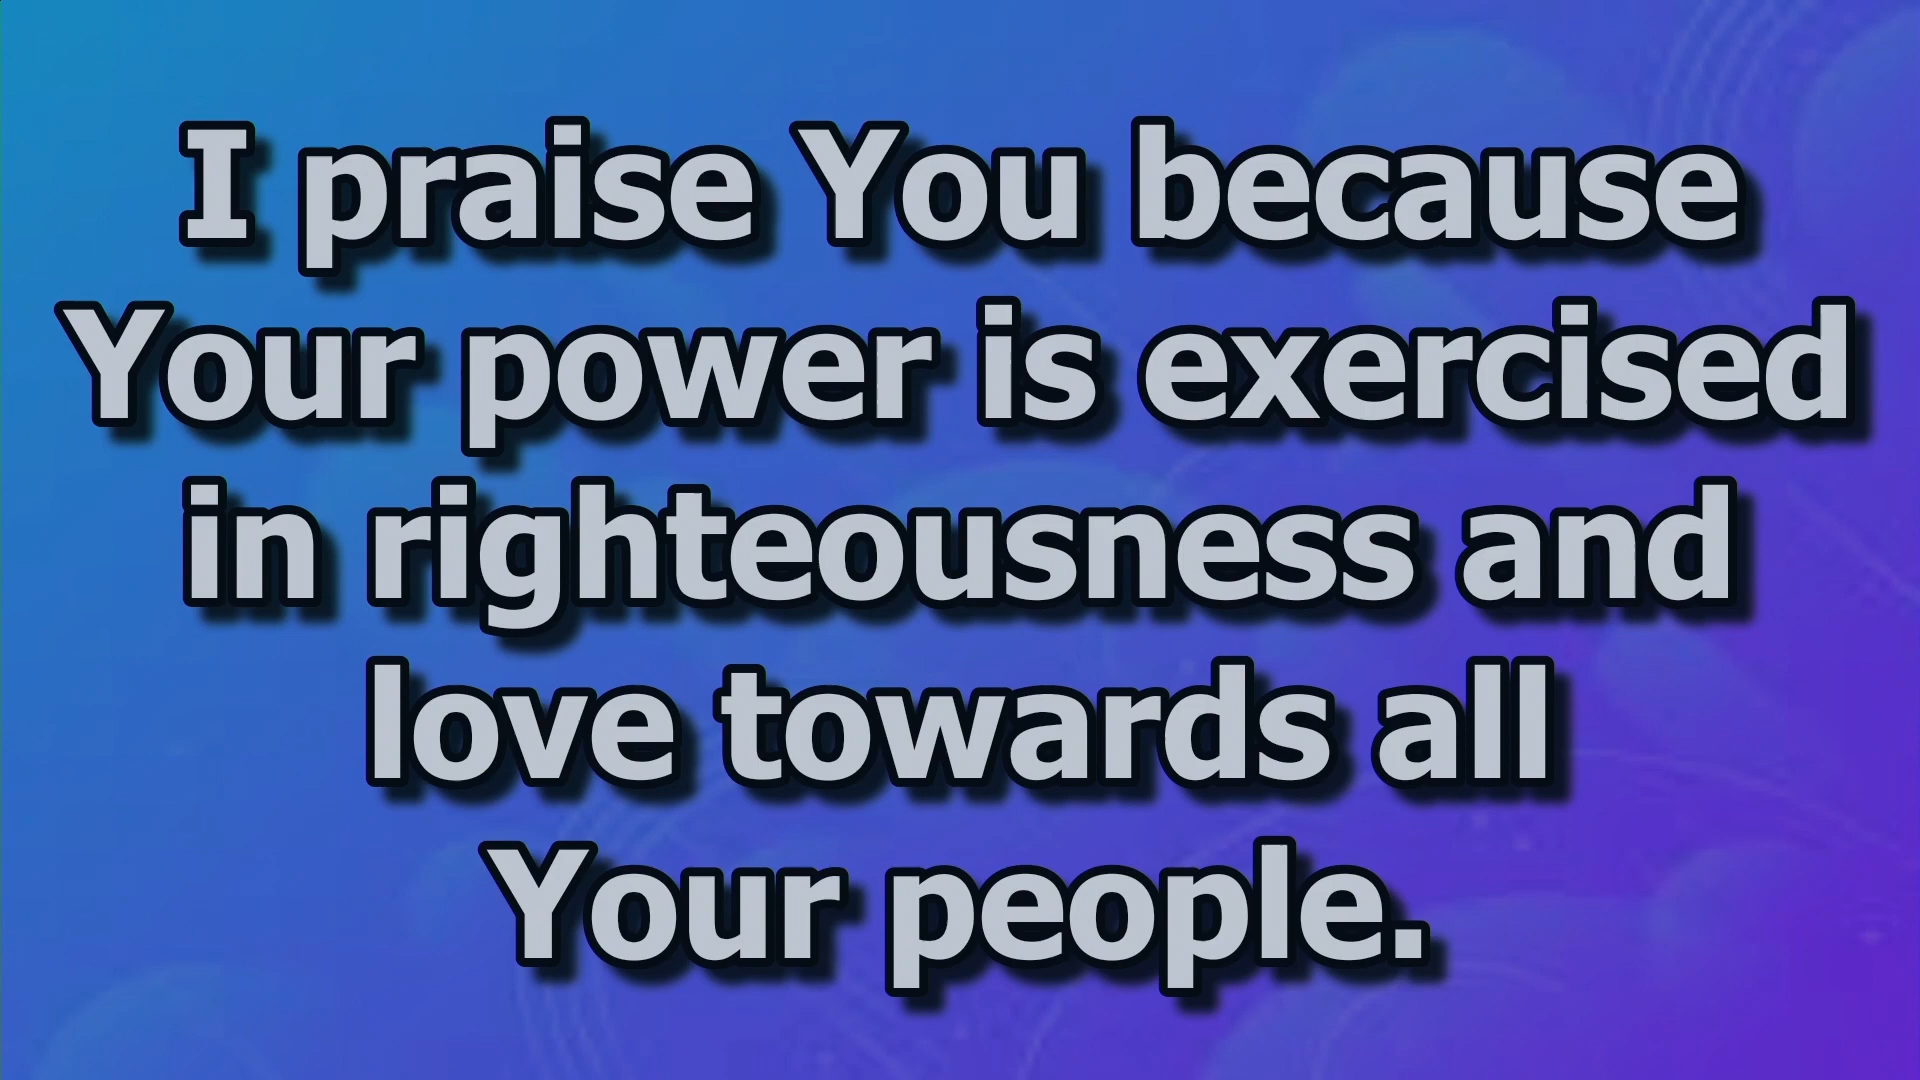 I praise You because
Your power is exercised
in righteousness and
love towards all
Your people.